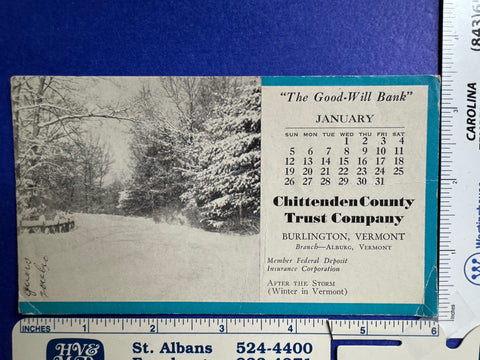 "The Good-Will Bank"
JANUARY
SUN MON TUE WED THU FRI SAT
1 2 3 4
5 6 7 8 9 10 11
12 13 14 15 16 17 18
19 20 21 22 23 24 25
26 27 28 29 30 31
Chittenden County
Trust Company
BURLINGTON, VERMONT
Branch—ALBURG, VERMONT
Member Federal Deposit
Insurance Corporation
AFTER THE STORM
(Winter in Vermont)
CAROLINA
(843)
INCHES 1 2 3 4 5 6
HV&
St. Albans 524-4400